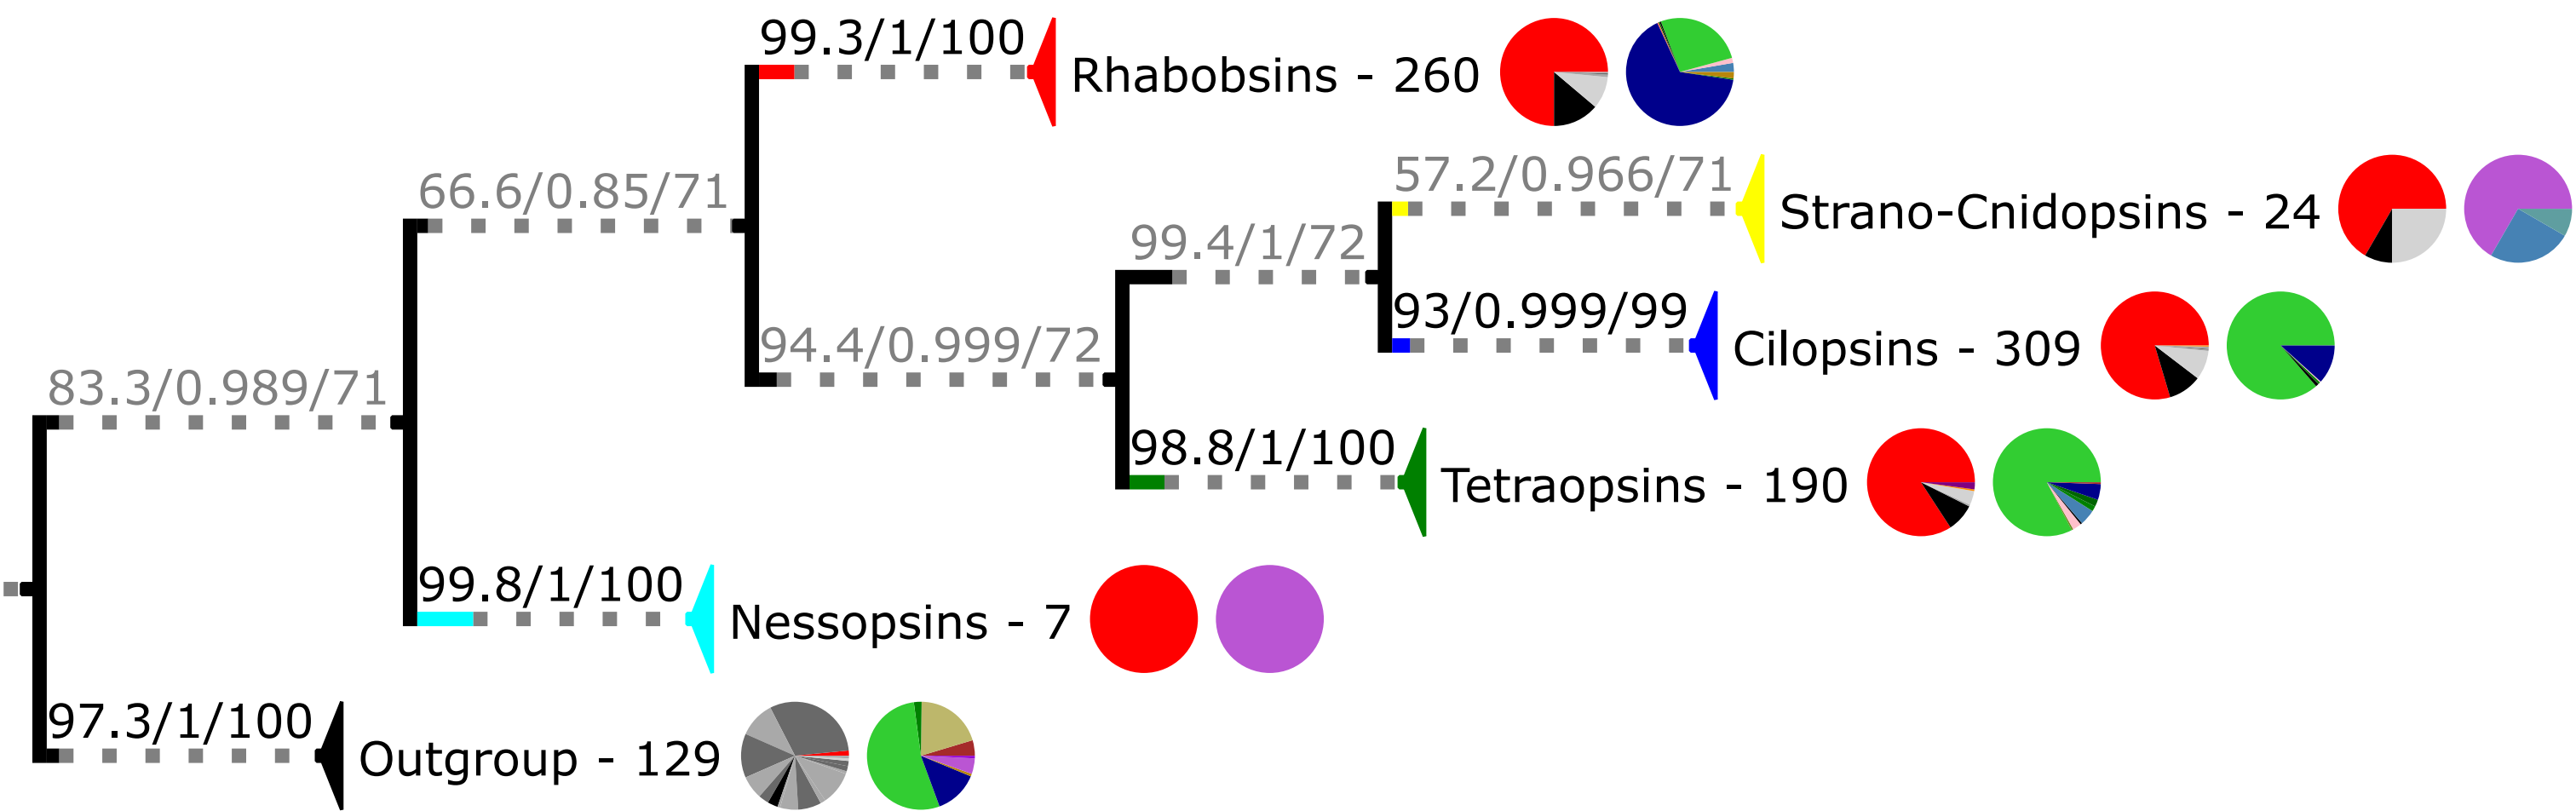 99.3/1/100
Rhabobsins - 260
66.6/0.85/71
57.2/0.966/71
Strano-Cnidopsins - 24
99.4/1/72
93/0.999/99
Cilopsins - 309
94.4/0.999/72
83.3/0.989/71
98.8/1/100
Tetraopsins - 190
99.8/1/100
Nessopsins - 7
97.3/1/100
Outgroup - 129